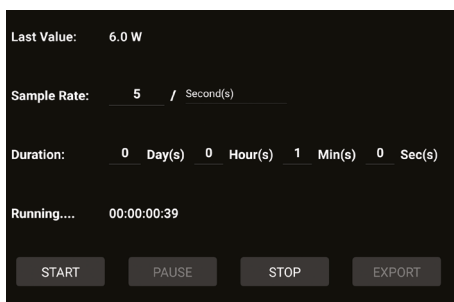 Last Value: 6.0 W
Sample Rate: 5 / Second(s)
Duration: 0 Day(s) 0 Hour(s) 1 Min(s) 0 Sec(s)
Running.... 00:00:00:39
START PAUSE STOP EXPORT